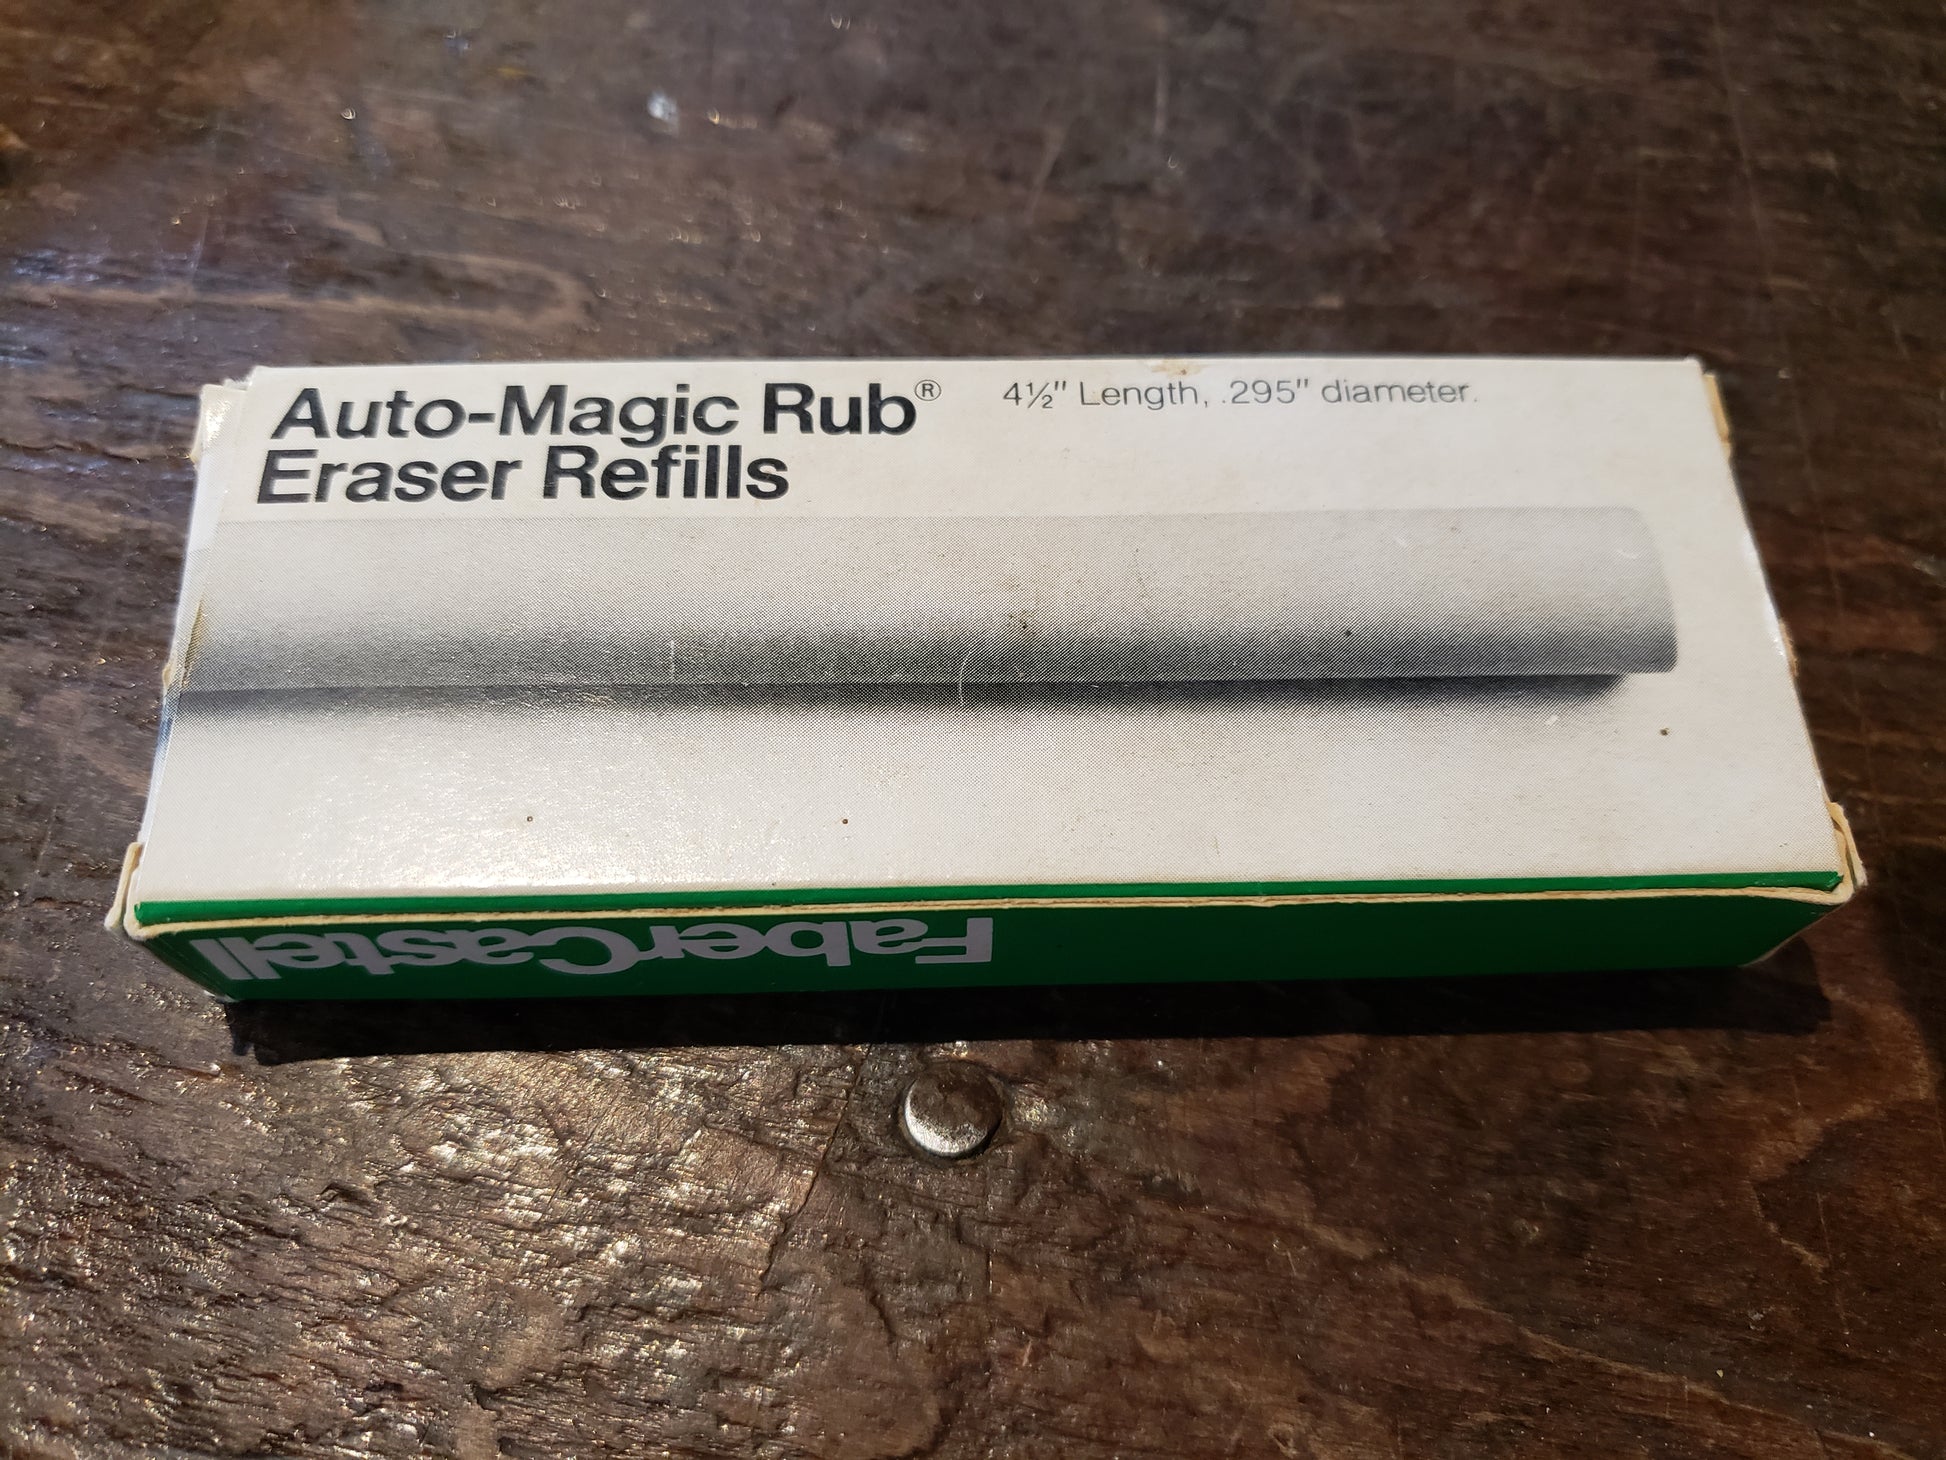 Auto-Magic Rub®
Eraser Refills
4½" Length, .295" diameter.
FaberCastell